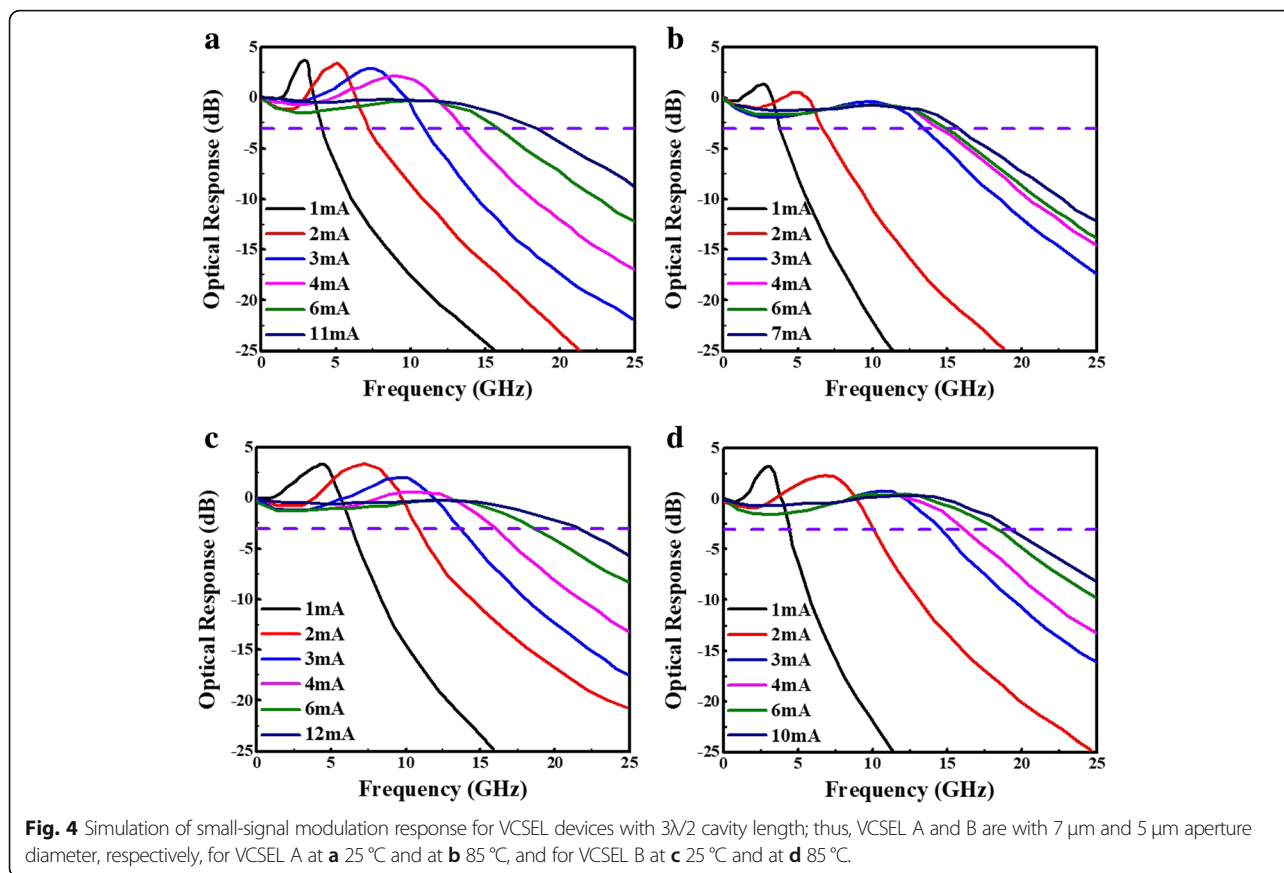 a
5
0
-5
-10
-15
-20
-25
Optical Response (dB)
1mA
2mA
3mA
4mA
6mA
11mA
0 5 10 15 20 25
Frequency (GHz)
b
5
0
-5
-10
-15
-20
-25
Optical Response (dB)
1mA
2mA
3mA
4mA
6mA
7mA
0 5 10 15 20 25
Frequency (GHz)
c
5
0
-5
-10
-15
-20
-25
Optical Response (dB)
1mA
2mA
3mA
4mA
6mA
12mA
0 5 10 15 20 25
Frequency (GHz)
d
5
0
-5
-10
-15
-20
-25
Optical Response (dB)
1mA
2mA
3mA
4mA
6mA
10mA
0 5 10 15 20 25
Frequency (GHz)
Fig. 4 Simulation of small-signal modulation response for VCSEL devices with 3λ/2 cavity length; thus, VCSEL A and B are with 7 μm and 5 μm aperture
diameter, respectively, for VCSEL A at a 25 °C and at b 85 °C, and for VCSEL B at c 25 °C and at d 85 °C.